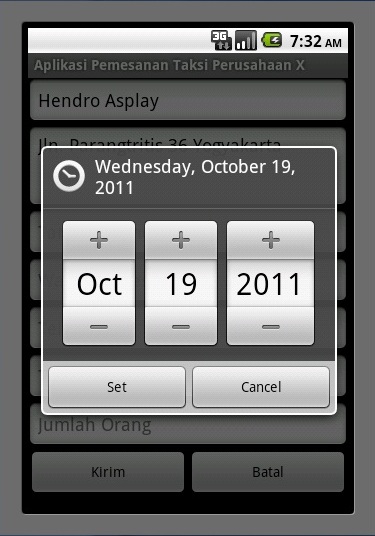 3G 7:32 AM
Aplikasi Pemesanan Taksi Perusahaan X
Hendro Asplay
Jln. Parangtritis 36 Yogyakarta
Wednesday, October 19,
2011
+ + +
Oct 19 2011
− − −
Set Cancel
Jumlah Orang
Kirim Batal